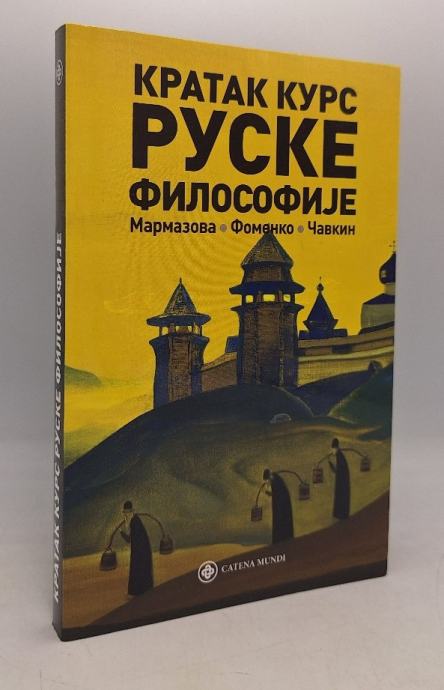 КРАТАК КУРС
РУСКЕ
ФИЛОСОФИЈЕ
Мармазова • Фоменко • Чавкин
CATENA MUNDI
КРАТАК КУРС РУСКЕ ФИЛОСОФИЈЕ